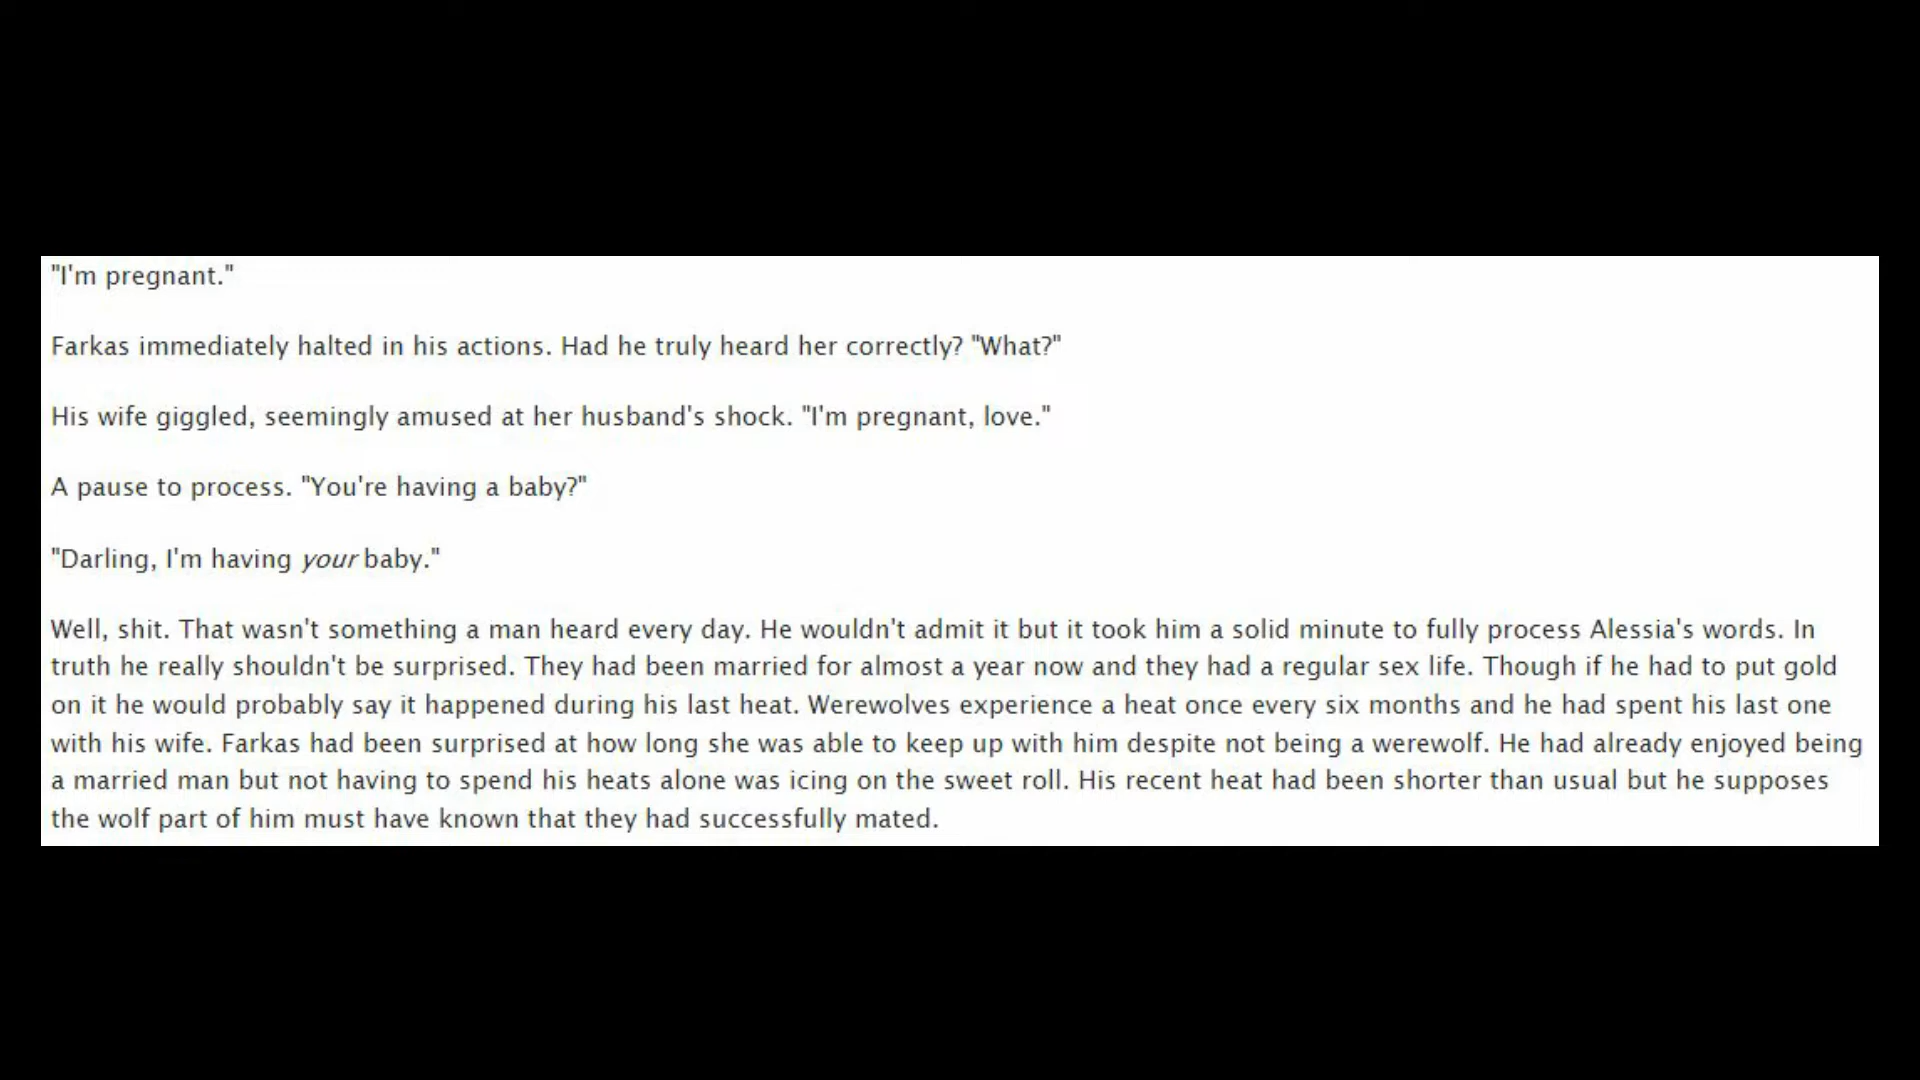 "I'm pregnant."
Farkas immediately halted in his actions. Had he truly heard her correctly? "What?"
His wife giggled, seemingly amused at her husband's shock. "I'm pregnant, love."
A pause to process. "You're having a baby?"
"Darling, I'm having your baby."
Well, shit. That wasn't something a man heard every day. He wouldn't admit it but it took him a solid minute to fully process Alessia's words. In
truth he really shouldn't be surprised. They had been married for almost a year now and they had a regular sex life. Though if he had to put gold
on it he would probably say it happened during his last heat. Werewolves experience a heat once every six months and he had spent his last one
with his wife. Farkas had been surprised at how long she was able to keep up with him despite not being a werewolf. He had already enjoyed being
a married man but not having to spend his heats alone was icing on the sweet roll. His recent heat had been shorter than usual but he supposes
the wolf part of him must have known that they had successfully mated.